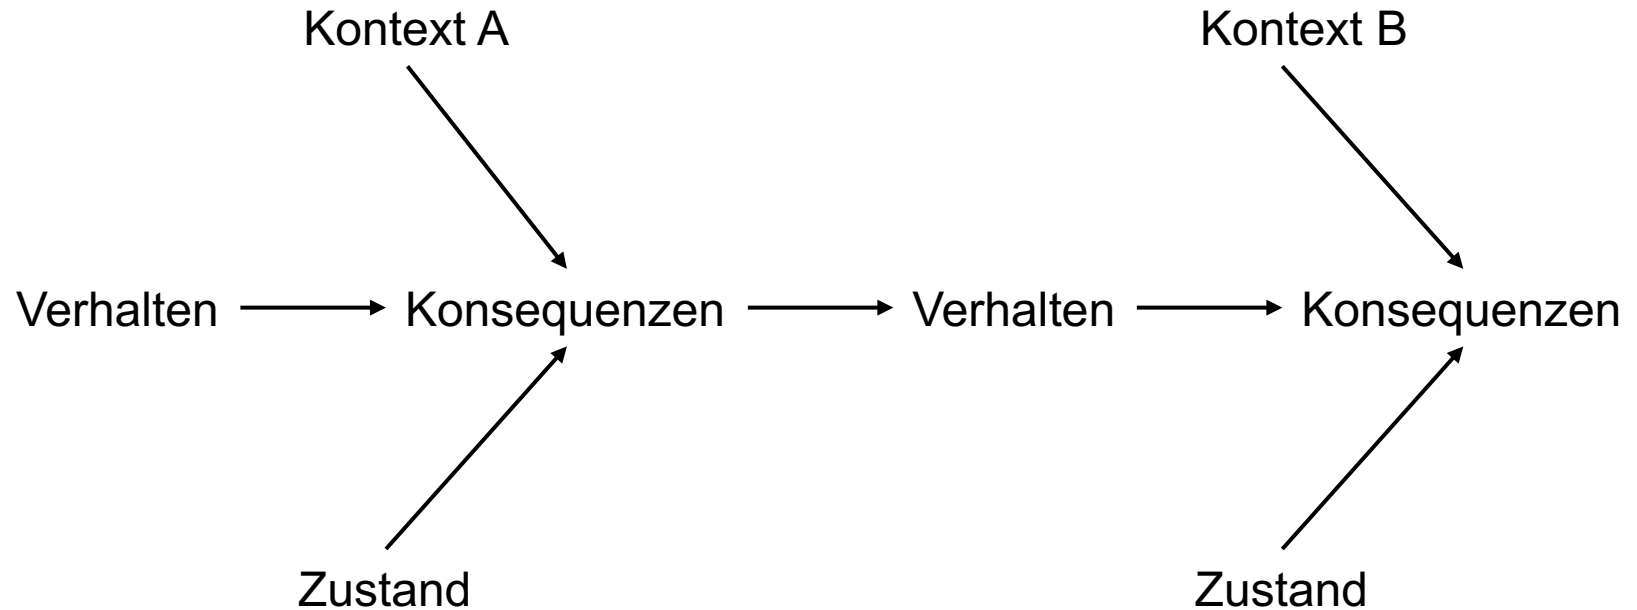 Kontext A
Kontext B
Verhalten
Konsequenzen
Verhalten
Konsequenzen
Zustand
Zustand